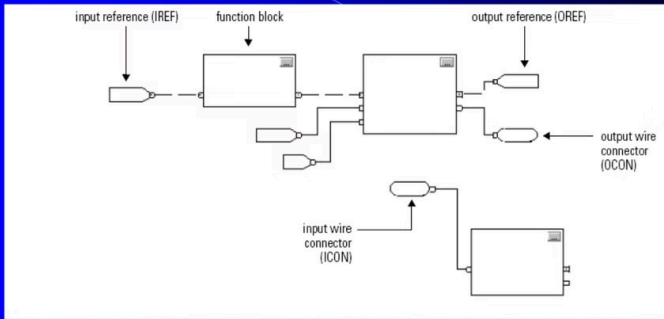 input reference (IREF)
function block
output reference (OREF)
output wire
connector
(OCON)
input wire
connector
(ICON)